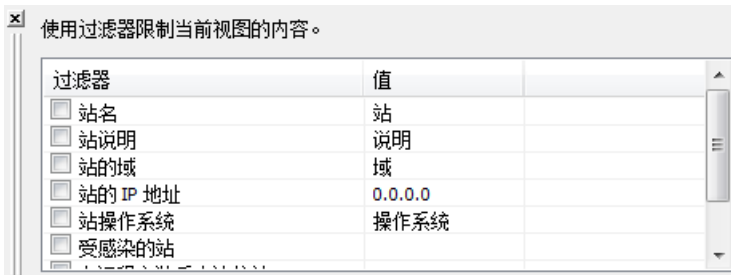 使用过滤器限制当前视图的内容。
过滤器 值
站名 站
站说明 说明
站的域 域
站的 IP 地址 0.0.0.0
站操作系统 操作系统
受感染的站